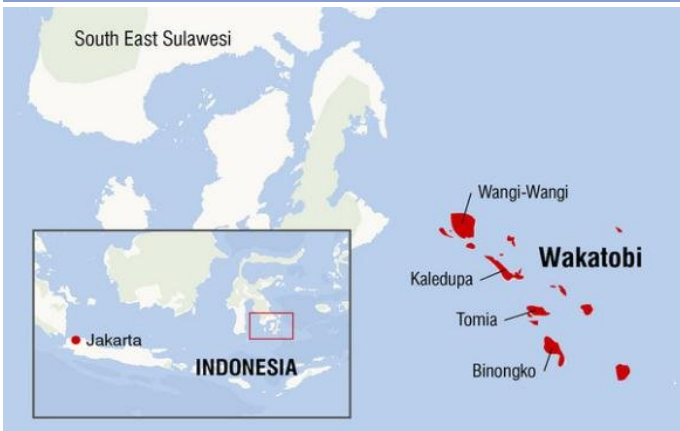 South East Sulawesi
Wangi-Wangi
Wakatobi
Kaledupa
Tomia
Binongko
Jakarta
INDONESIA